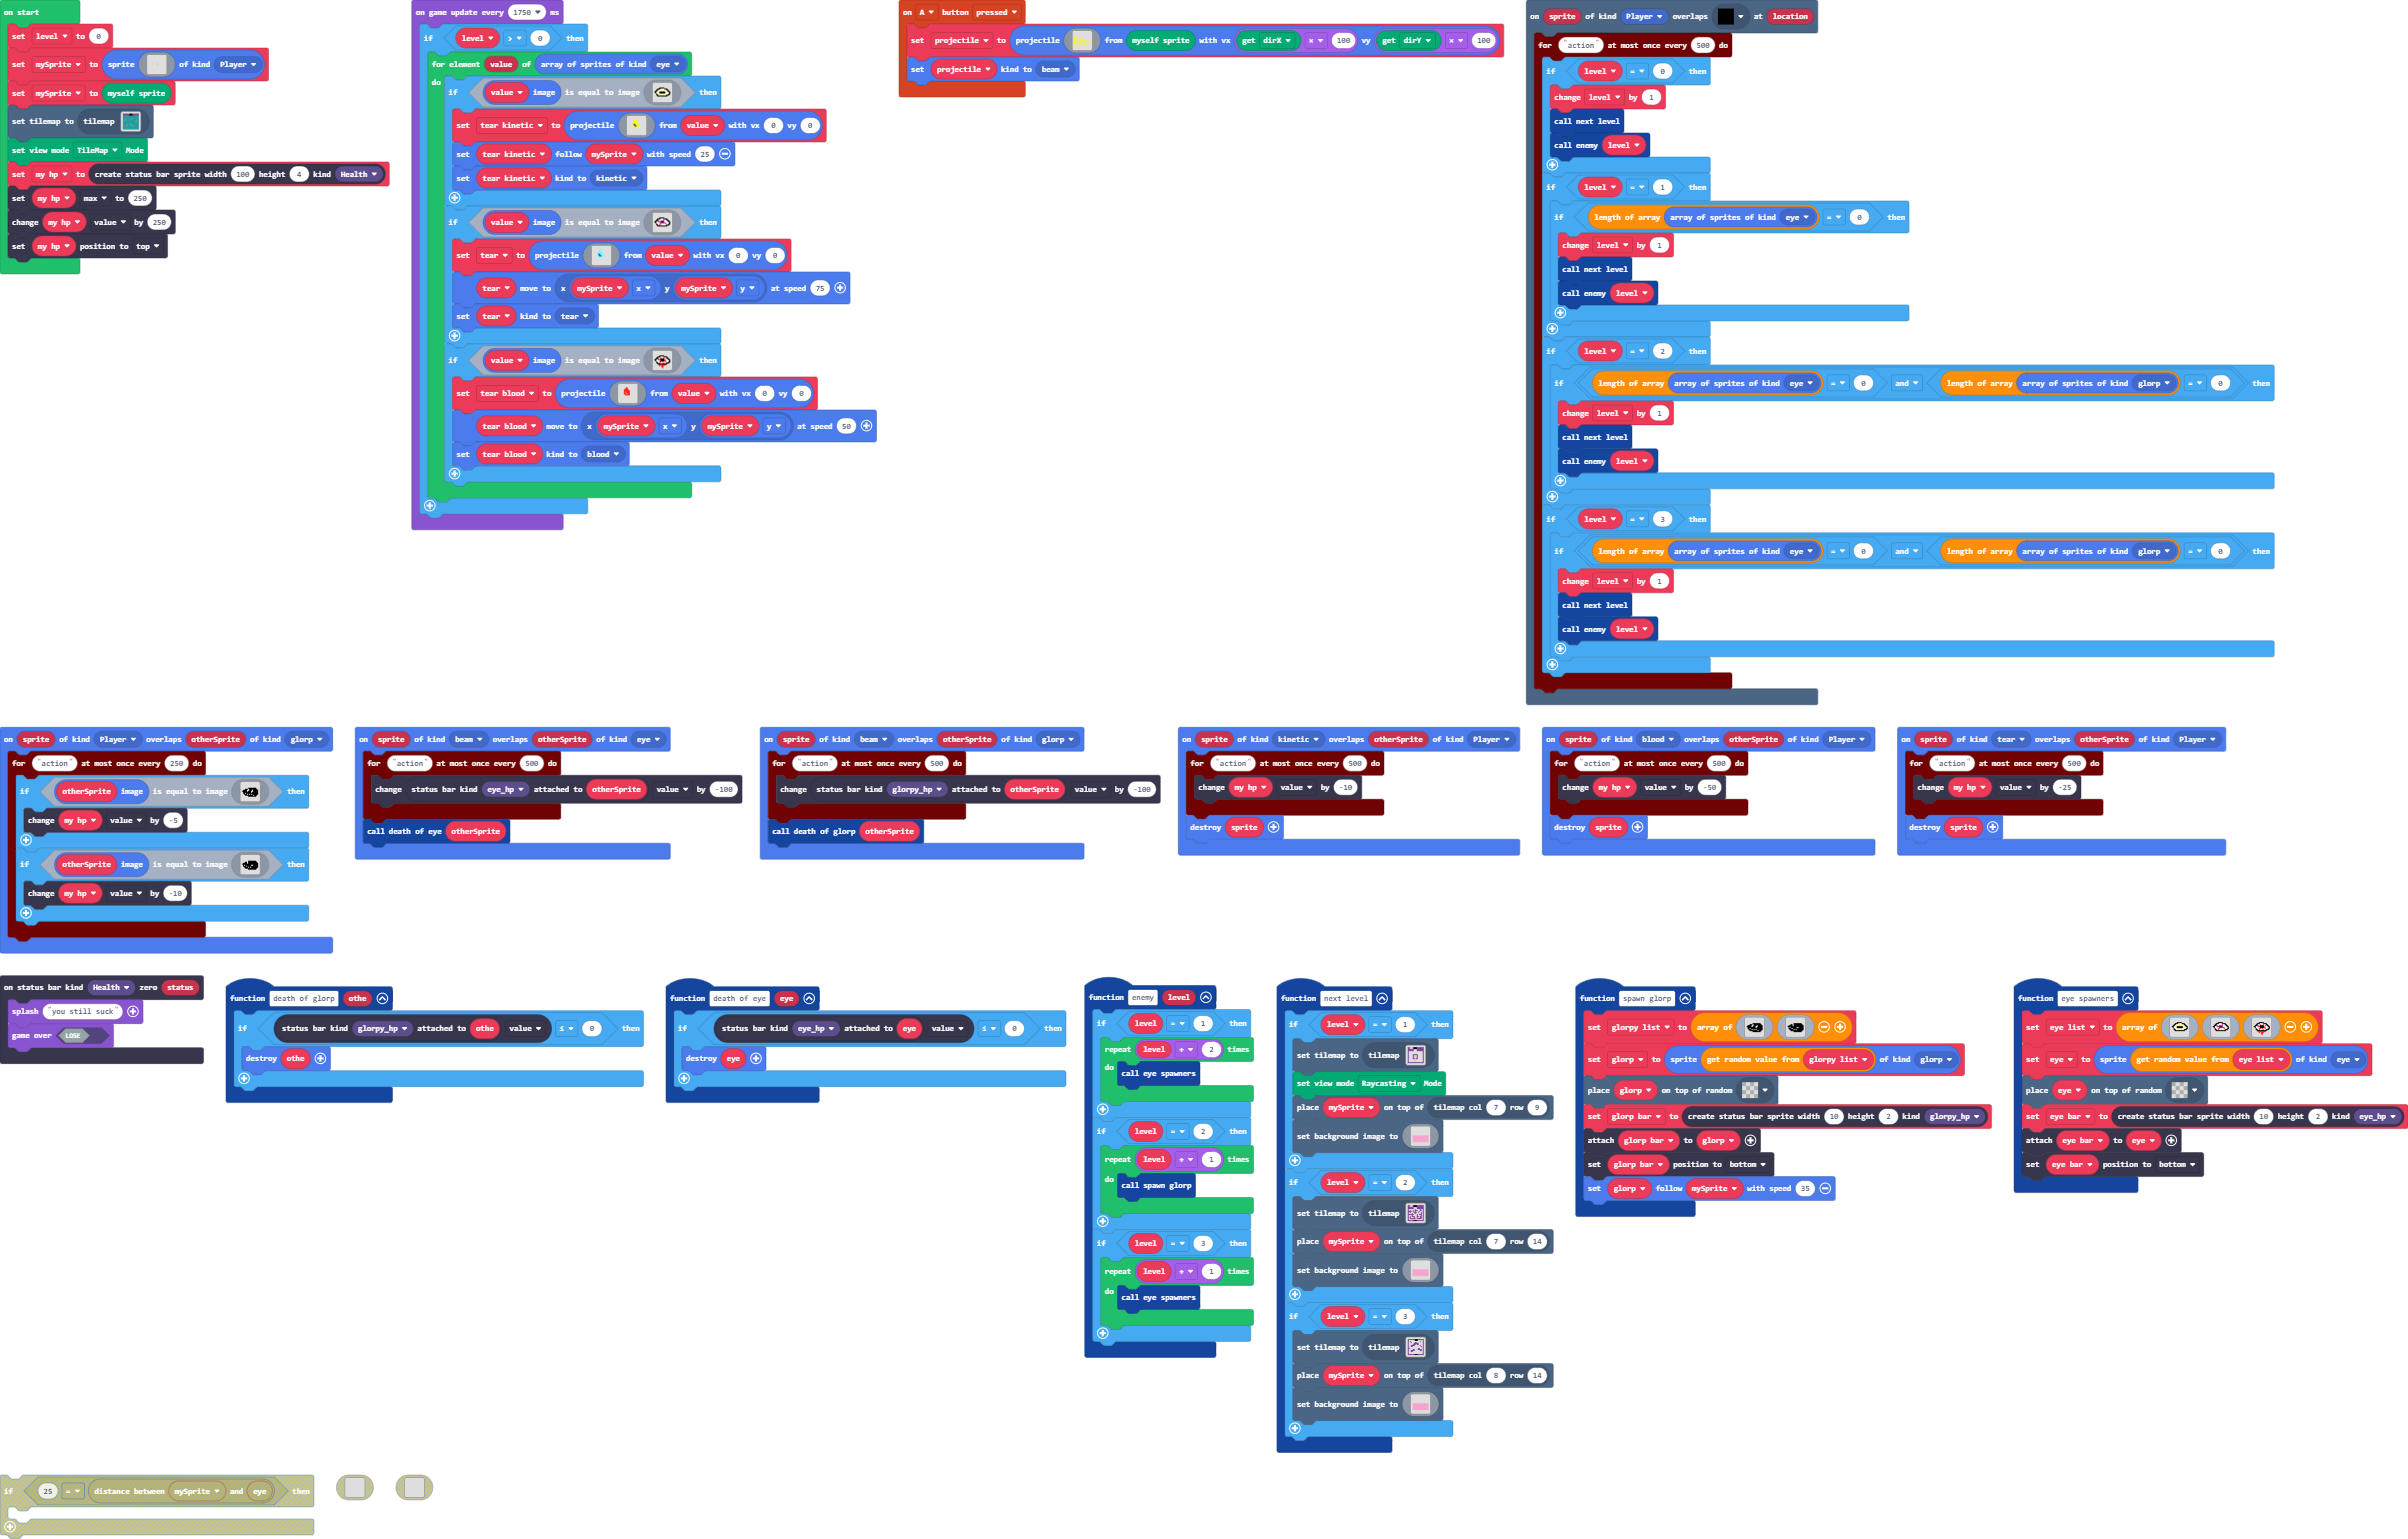 on start
set level to 0
set mySprite to sprite of kind Player
set mySprite to myself sprite
set tilemap to tilemap
set view mode TileMap Mode
set my hp to create status bar sprite width 100 height 4 kind Health
set my hp max to 250
change my hp value by 250
set my hp position to top
on game update every 1750 ms
if level > 0 then
for element value of array of sprites of kind eye
do
if value image is equal to image then
set tear kinetic to projectile from value with vx 0 vy 0
set tear kinetic follow mySprite with speed 25
set tear kinetic kind to kinetic
if value image is equal to image then
set tear to projectile from value with vx 0 vy 0
tear move to x mySprite x y mySprite y at speed 75
set tear kind to tear
if value image is equal to image then
set tear blood to projectile from value with vx 0 vy 0
tear blood move to x mySprite x y mySprite y at speed 50
set tear blood kind to blood
on A button pressed
set projectile to projectile from myself sprite with vx get dirX × 100 vy get dirY × 100
set projectile kind to beam
on sprite of kind Player overlaps at location
for "action" at most once every 500 do
if level = 0 then
change level by 1
call next level
call enemy level
if level = 1 then
if length of array array of sprites of kind eye = 0 then
change level by 1
call next level
call enemy level
if level = 2 then
if length of array array of sprites of kind eye = 0 and length of array array of sprites of kind glorp = 0 then
change level by 1
call next level
call enemy level
if level = 3 then
if length of array array of sprites of kind eye = 0 and length of array array of sprites of kind glorp = 0 then
change level by 1
call next level
call enemy level
on sprite of kind Player overlaps otherSprite of kind glorp
for "action" at most once every 250 do
if otherSprite image is equal to image then
change my hp value by -5
if otherSprite image is equal to image then
change my hp value by -10
on sprite of kind beam overlaps otherSprite of kind eye
for "action" at most once every 500 do
change status bar kind eye_hp attached to otherSprite value by -100
call death of eye otherSprite
on sprite of kind beam overlaps otherSprite of kind glorp
for "action" at most once every 500 do
change status bar kind glorpy_hp attached to otherSprite value by -100
call death of glorp otherSprite
on sprite of kind kinetic overlaps otherSprite of kind Player
for "action" at most once every 500 do
change my hp value by -10
destroy sprite
on sprite of kind blood overlaps otherSprite of kind Player
for "action" at most once every 500 do
change my hp value by -50
destroy sprite
on sprite of kind tear overlaps otherSprite of kind Player
for "action" at most once every 500 do
change my hp value by -25
destroy sprite
on status bar kind Health zero status
splash "you still suck"
game over LOSE
function death of glorp othe
if status bar kind glorpy_hp attached to othe value ≤ 0 then
destroy othe
function death of eye eye
if status bar kind eye_hp attached to eye value ≤ 0 then
destroy eye
function enemy level
if level = 1 then
repeat level + 2 times
do call eye spawners
if level = 2 then
repeat level + 1 times
do call spawn glorp
if level = 3 then
repeat level + 1 times
do call eye spawners
function next level
if level = 1 then
set tilemap to tilemap
set view mode Raycasting Mode
place mySprite on top of tilemap col 7 row 9
set background image to
if level = 2 then
set tilemap to tilemap
place mySprite on top of tilemap col 7 row 14
set background image to
if level = 3 then
set tilemap to tilemap
place mySprite on top of tilemap col 8 row 14
set background image to
function spawn glorp
set glorpy list to array of
set glorp to sprite get random value from glorpy list of kind glorp
place glorp on top of random
set glorp bar to create status bar sprite width 10 height 2 kind glorpy_hp
attach glorp bar to glorp
set glorp bar position to bottom
set glorp follow mySprite with speed 35
function eye spawners
set eye list to array of
set eye to sprite get random value from eye list of kind eye
place eye on top of random
set eye bar to create status bar sprite width 10 height 2 kind eye_hp
attach eye bar to eye
set eye bar position to bottom
if 25 = distance between mySprite and eye then